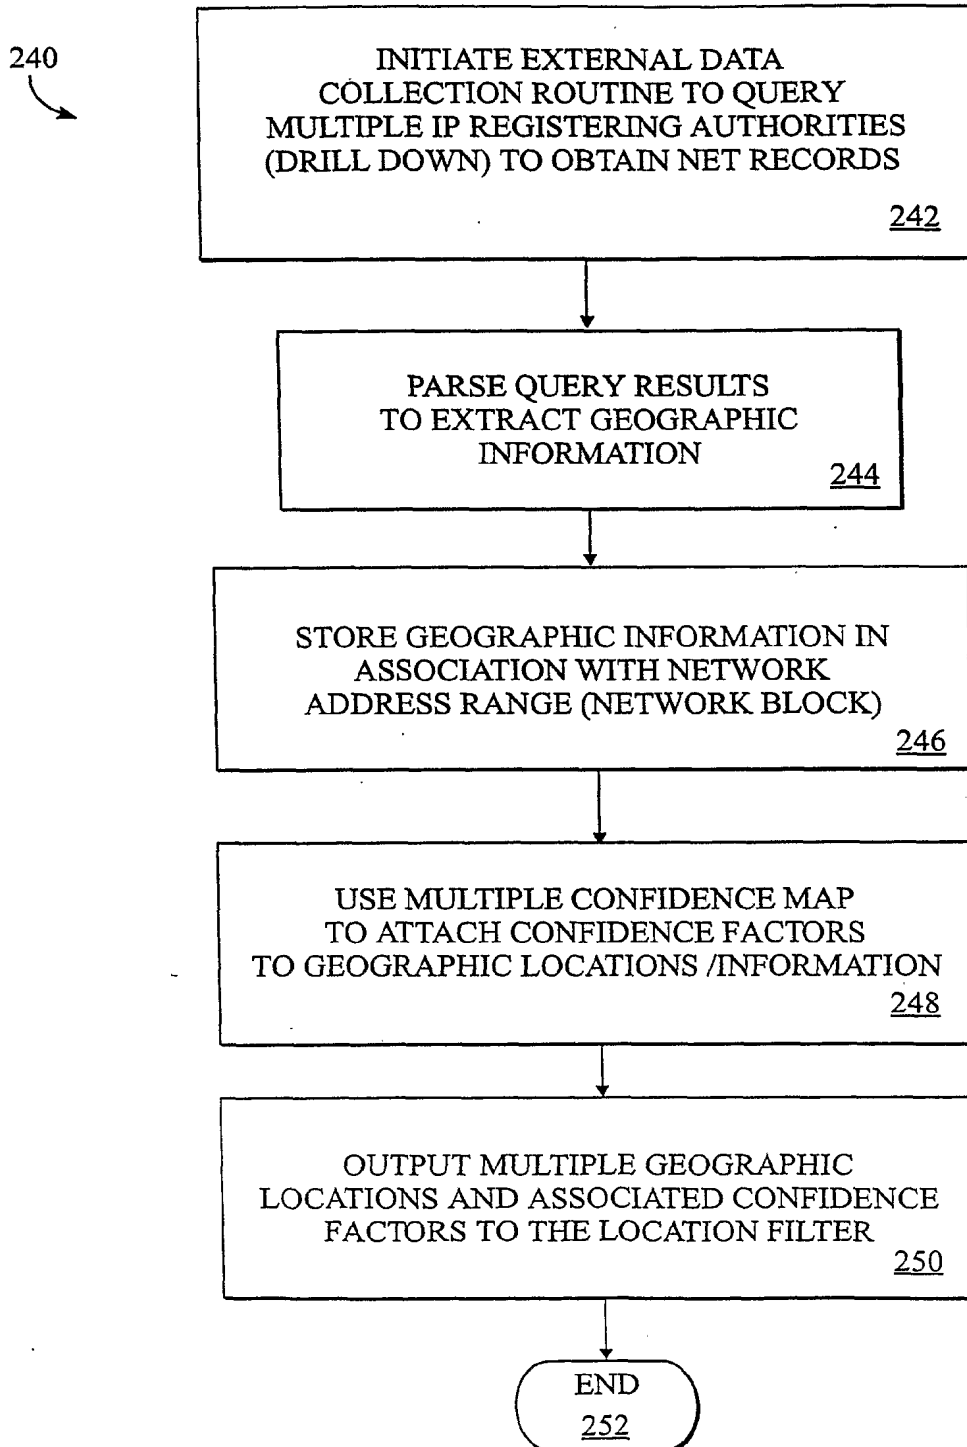 240
INITIATE EXTERNAL DATA
COLLECTION ROUTINE TO QUERY
MULTIPLE IP REGISTERING AUTHORITIES
(DRILL DOWN) TO OBTAIN NET RECORDS
242
PARSE QUERY RESULTS
TO EXTRACT GEOGRAPHIC
INFORMATION
244
STORE GEOGRAPHIC INFORMATION IN
ASSOCIATION WITH NETWORK
ADDRESS RANGE (NETWORK BLOCK)
246
USE MULTIPLE CONFIDENCE MAP
TO ATTACH CONFIDENCE FACTORS
TO GEOGRAPHIC LOCATIONS /INFORMATION
248
OUTPUT MULTIPLE GEOGRAPHIC
LOCATIONS AND ASSOCIATED CONFIDENCE
FACTORS TO THE LOCATION FILTER
250
END
252